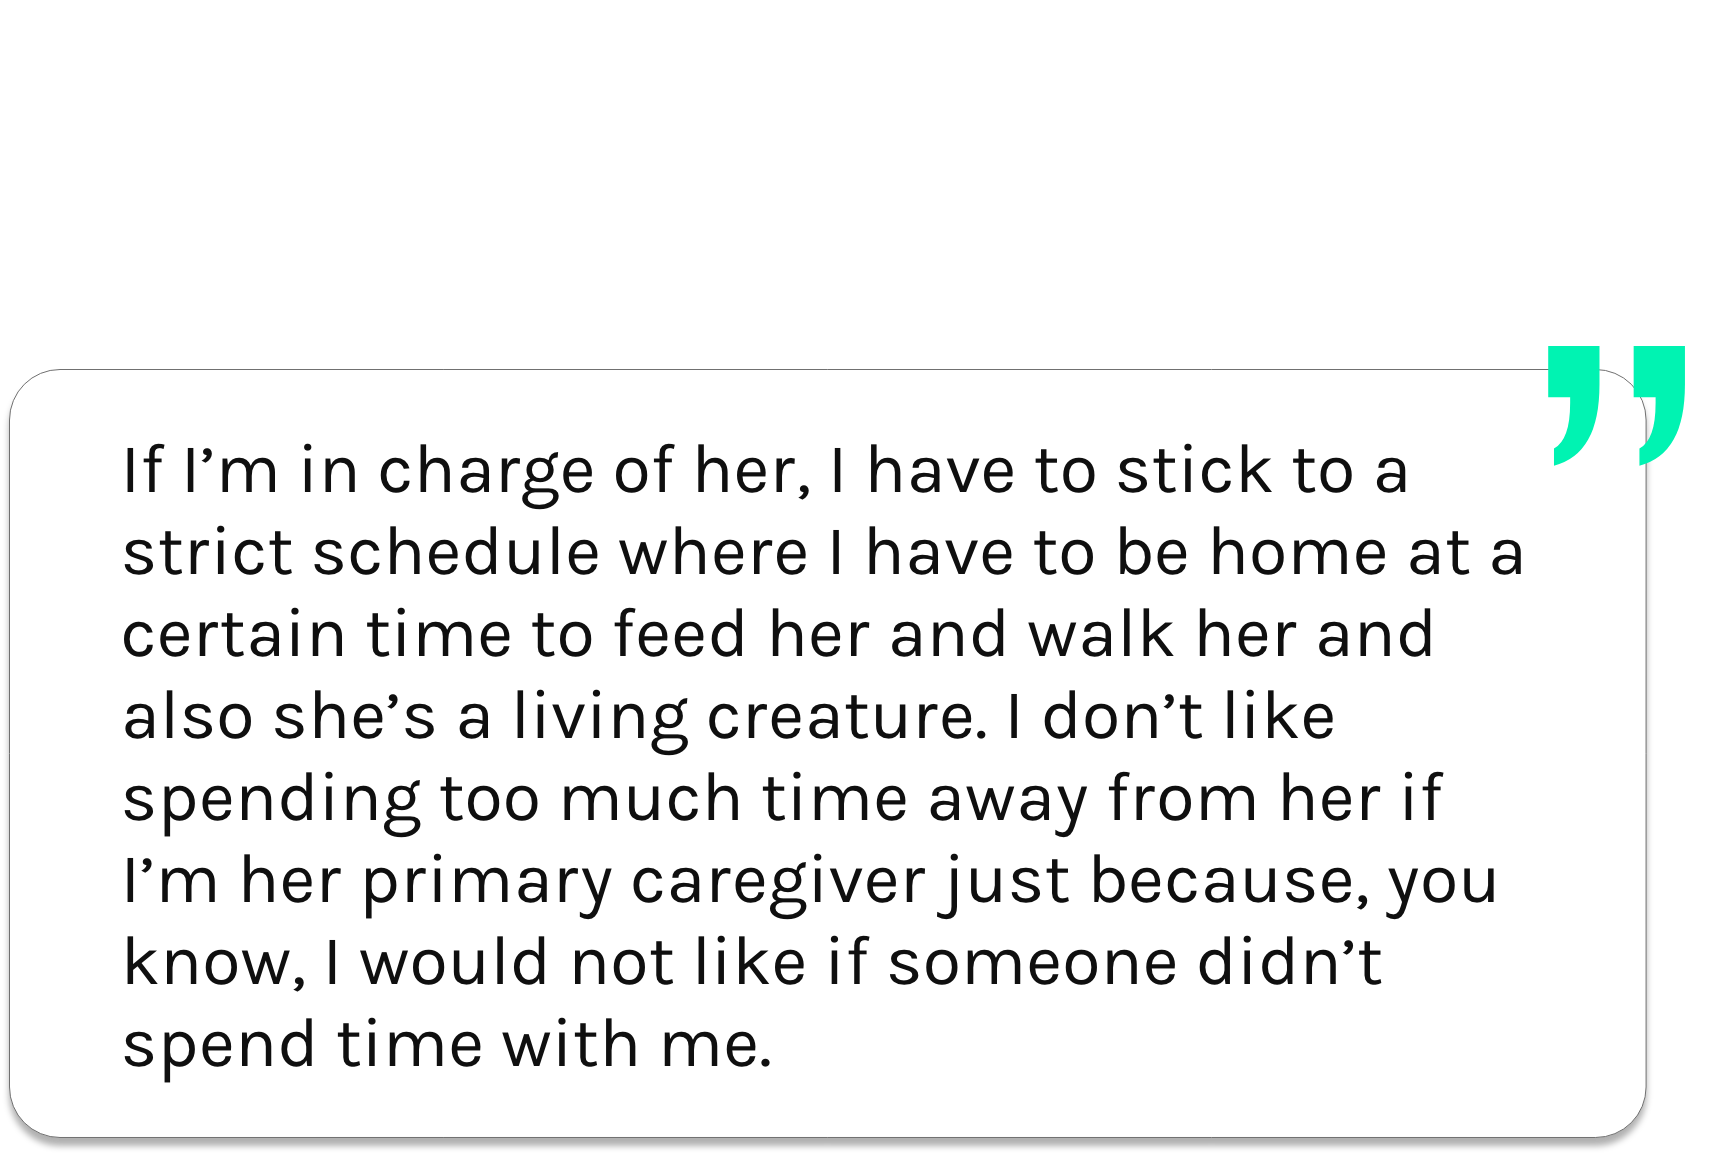 ”
If I’m in charge of her, I have to stick to a
strict schedule where I have to be home at a
certain time to feed her and walk her and
also she’s a living creature. I don’t like
spending too much time away from her if
I’m her primary caregiver just because, you
know, I would not like if someone didn’t
spend time with me.